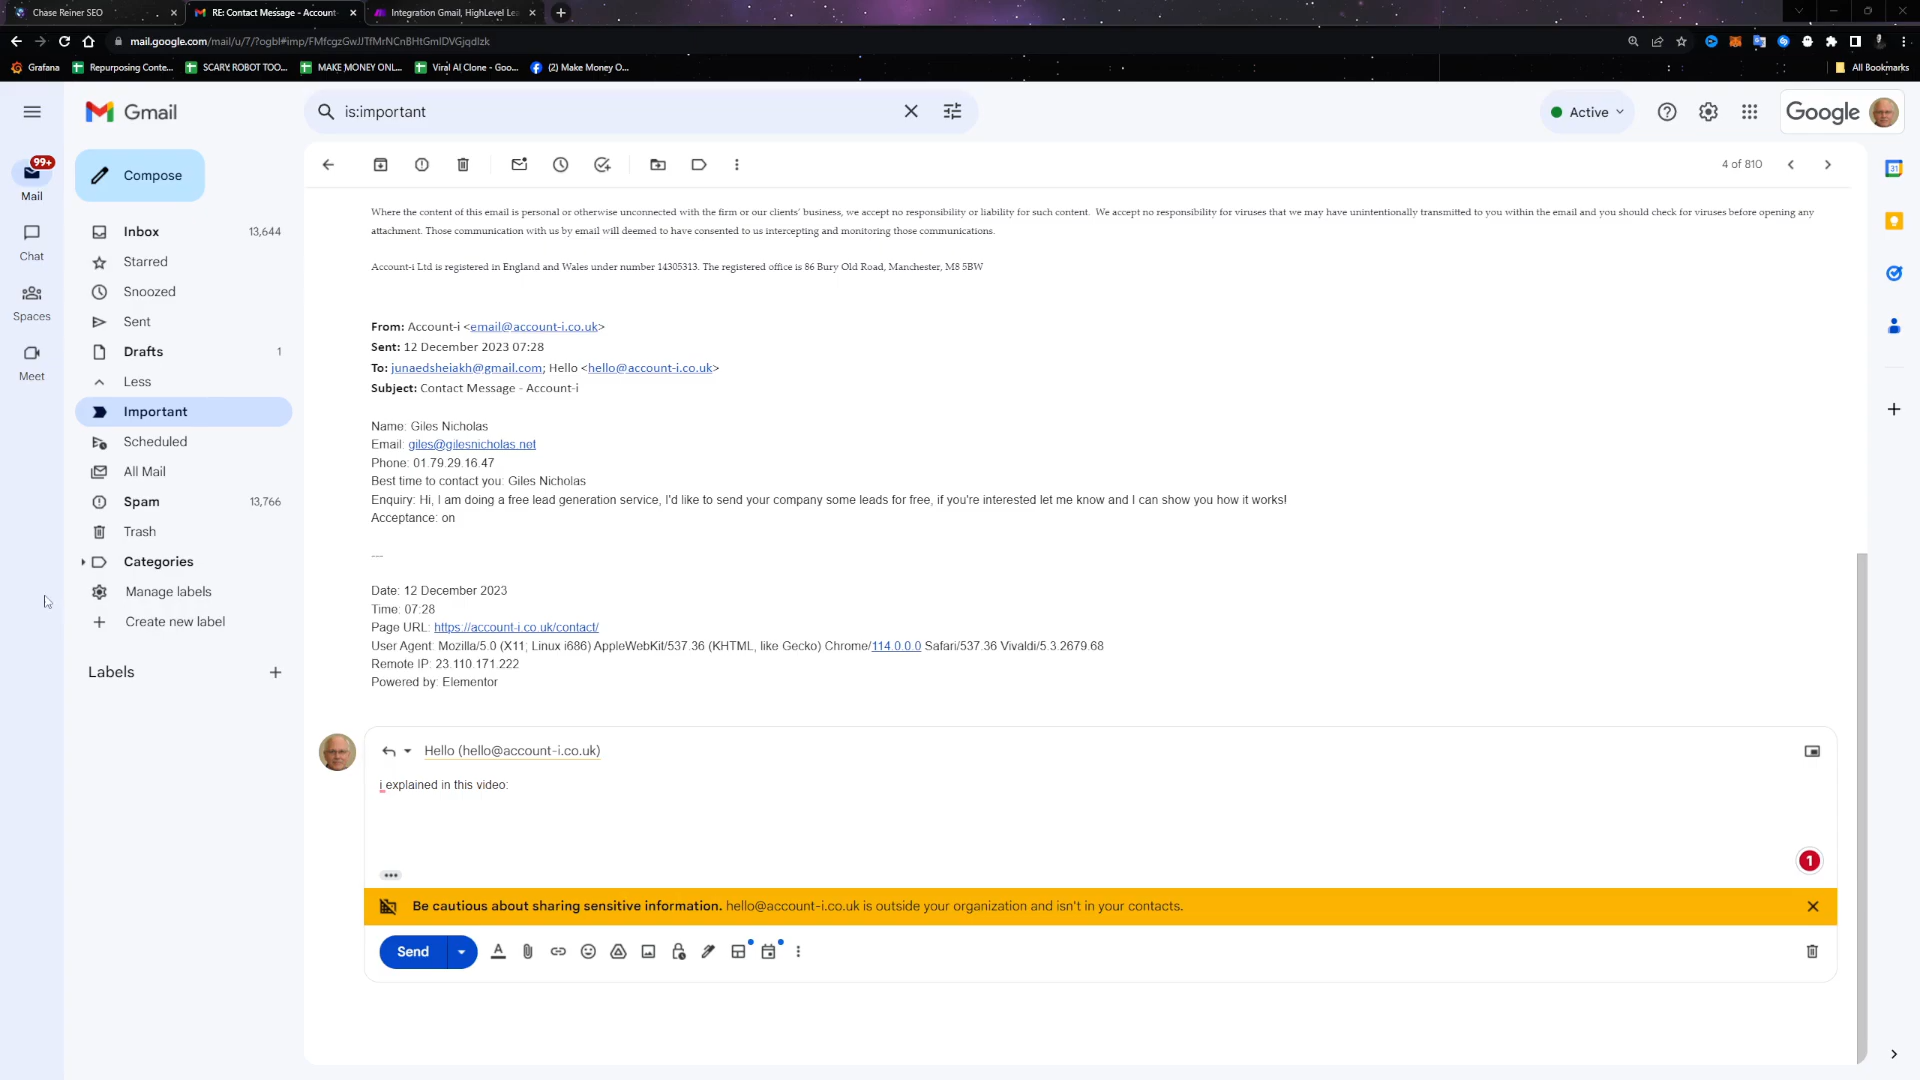 Chase Reiner SEO
RE: Contact Message - Account-
Integration Gmail, HighLevel Le
mail.google.com/mail/u/7/?ogbl#imp/FMfcgzGwJJTfMrNCnBHtGmlDVGjqdlzk
Grafana
Repurposing Conte...
SCARY ROBOT TOO...
MAKE MONEY ONL...
Viral AI Clone - Goo...
(2) Make Money O...
All Bookmarks
Gmail
is:important
Active
Google
99+
Mail
Chat
Spaces
Meet
Compose
Inbox 13,644
Starred
Snoozed
Sent
Drafts 1
Less
Important
Scheduled
All Mail
Spam 13,766
Trash
Categories
Manage labels
Create new label
Labels
4 of 810
31
Where the content of this email is personal or otherwise unconnected with the firm or our clients' business, we accept no responsibility or liability for such content. We accept no responsibility for viruses that we may have unintentionally transmitted to you within the email and you should check for viruses before opening any
attachment. Those communication with us by email will deemed to have consented to us intercepting and monitoring those communications.
Account-i Ltd is registered in England and Wales under number 14305313. The registered office is 86 Bury Old Road, Manchester, M8 5BW
From: Account-i <email@account-i.co.uk>
Sent: 12 December 2023 07:28
To: junaedsheiakh@gmail.com; Hello <hello@account-i.co.uk>
Subject: Contact Message - Account-i
Name: Giles Nicholas
Email: giles@gilesnicholas.net
Phone: 01.79.29.16.47
Best time to contact you: Giles Nicholas
Enquiry: Hi, I am doing a free lead generation service, I'd like to send your company some leads for free, if you're interested let me know and I can show you how it works!
Acceptance: on
---
Date: 12 December 2023
Time: 07:28
Page URL: https://account-i.co.uk/contact/
User Agent: Mozilla/5.0 (X11; Linux i686) AppleWebKit/537.36 (KHTML, like Gecko) Chrome/114.0.0.0 Safari/537.36 Vivaldi/5.3.2679.68
Remote IP: 23.110.171.222
Powered by: Elementor
Hello (hello@account-i.co.uk)
i explained in this video:
1
Be cautious about sharing sensitive information. hello@account-i.co.uk is outside your organization and isn't in your contacts.
Send